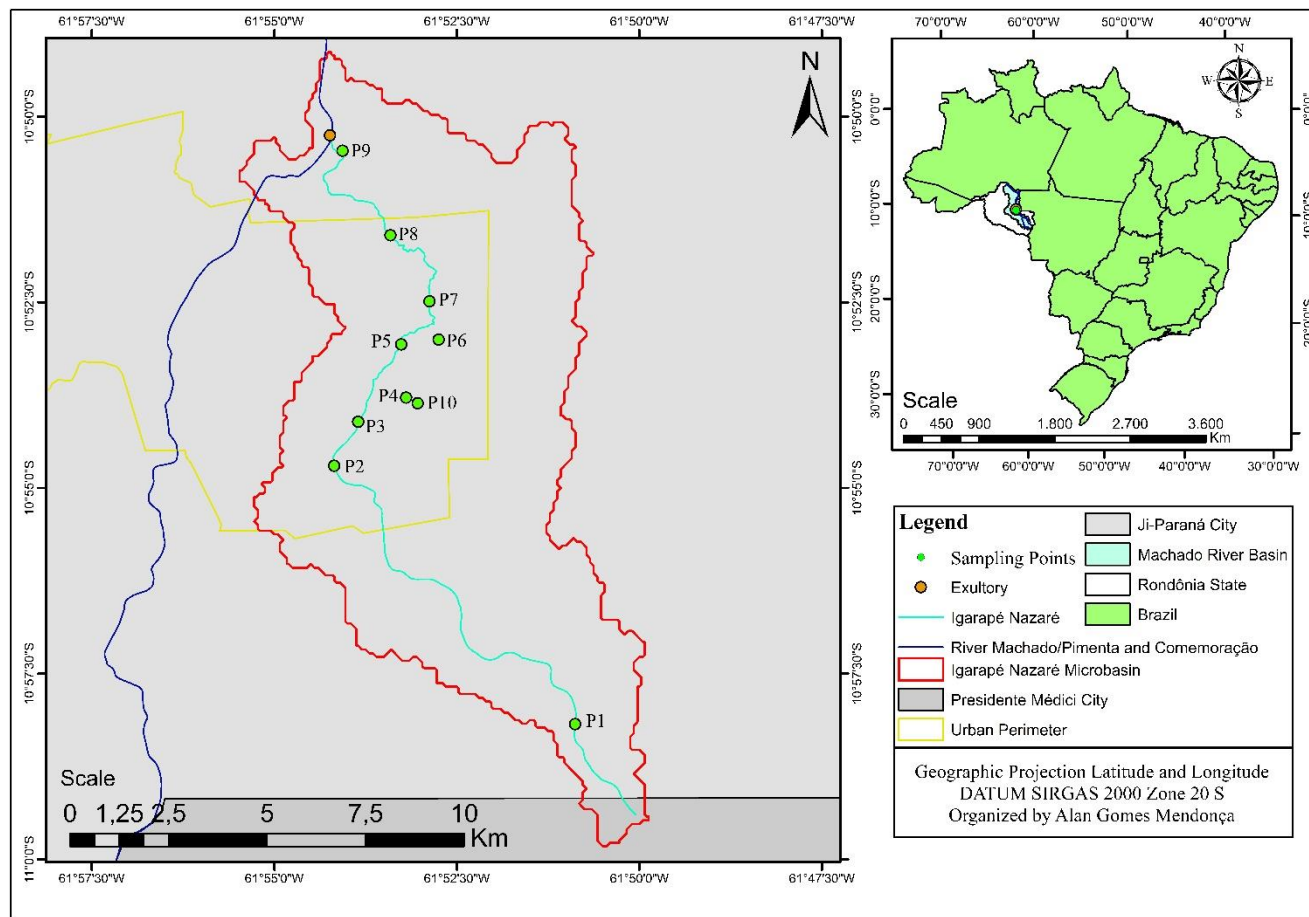 61°57'30"W 61°55'0"W 61°52'30"W 61°50'0"W 61°47'30"W
10°50'0"S
10°52'30"S
10°55'0"S
10°57'30"S
11°0'0"S
N
P9
P8
P7
P5
P6
P4
P10
P3
P2
P1
Scale
0 1,25 2,5 5 7,5 10
Km
10°50'0"S
10°52'30"S
10°55'0"S
10°57'30"S
11°0'0"S
61°57'30"W 61°55'0"W 61°52'30"W 61°50'0"W 61°47'30"W
70°0'0"W 60°0'0"W 50°0'0"W 40°0'0"W
N
W E
S
0°0'0"
10°0'0"S
20°0'0"S
30°0'0"S
0°0'0"
10°0'0"S
20°0'0"S
Scale
0 450 900 1.800 2.700 3.600
Km
70°0'0"W 60°0'0"W 50°0'0"W 40°0'0"W 30°0'0"W
Legend
Sampling Points
Exultory
Igarapé Nazaré
River Machado/Pimenta and Comemoração
Igarapé Nazaré Microbasin
Presidente Médici City
Urban Perimeter
Ji-Paraná City
Machado River Basin
Rondônia State
Brazil
Geographic Projection Latitude and Longitude
DATUM SIRGAS 2000 Zone 20 S
Organized by Alan Gomes Mendonça